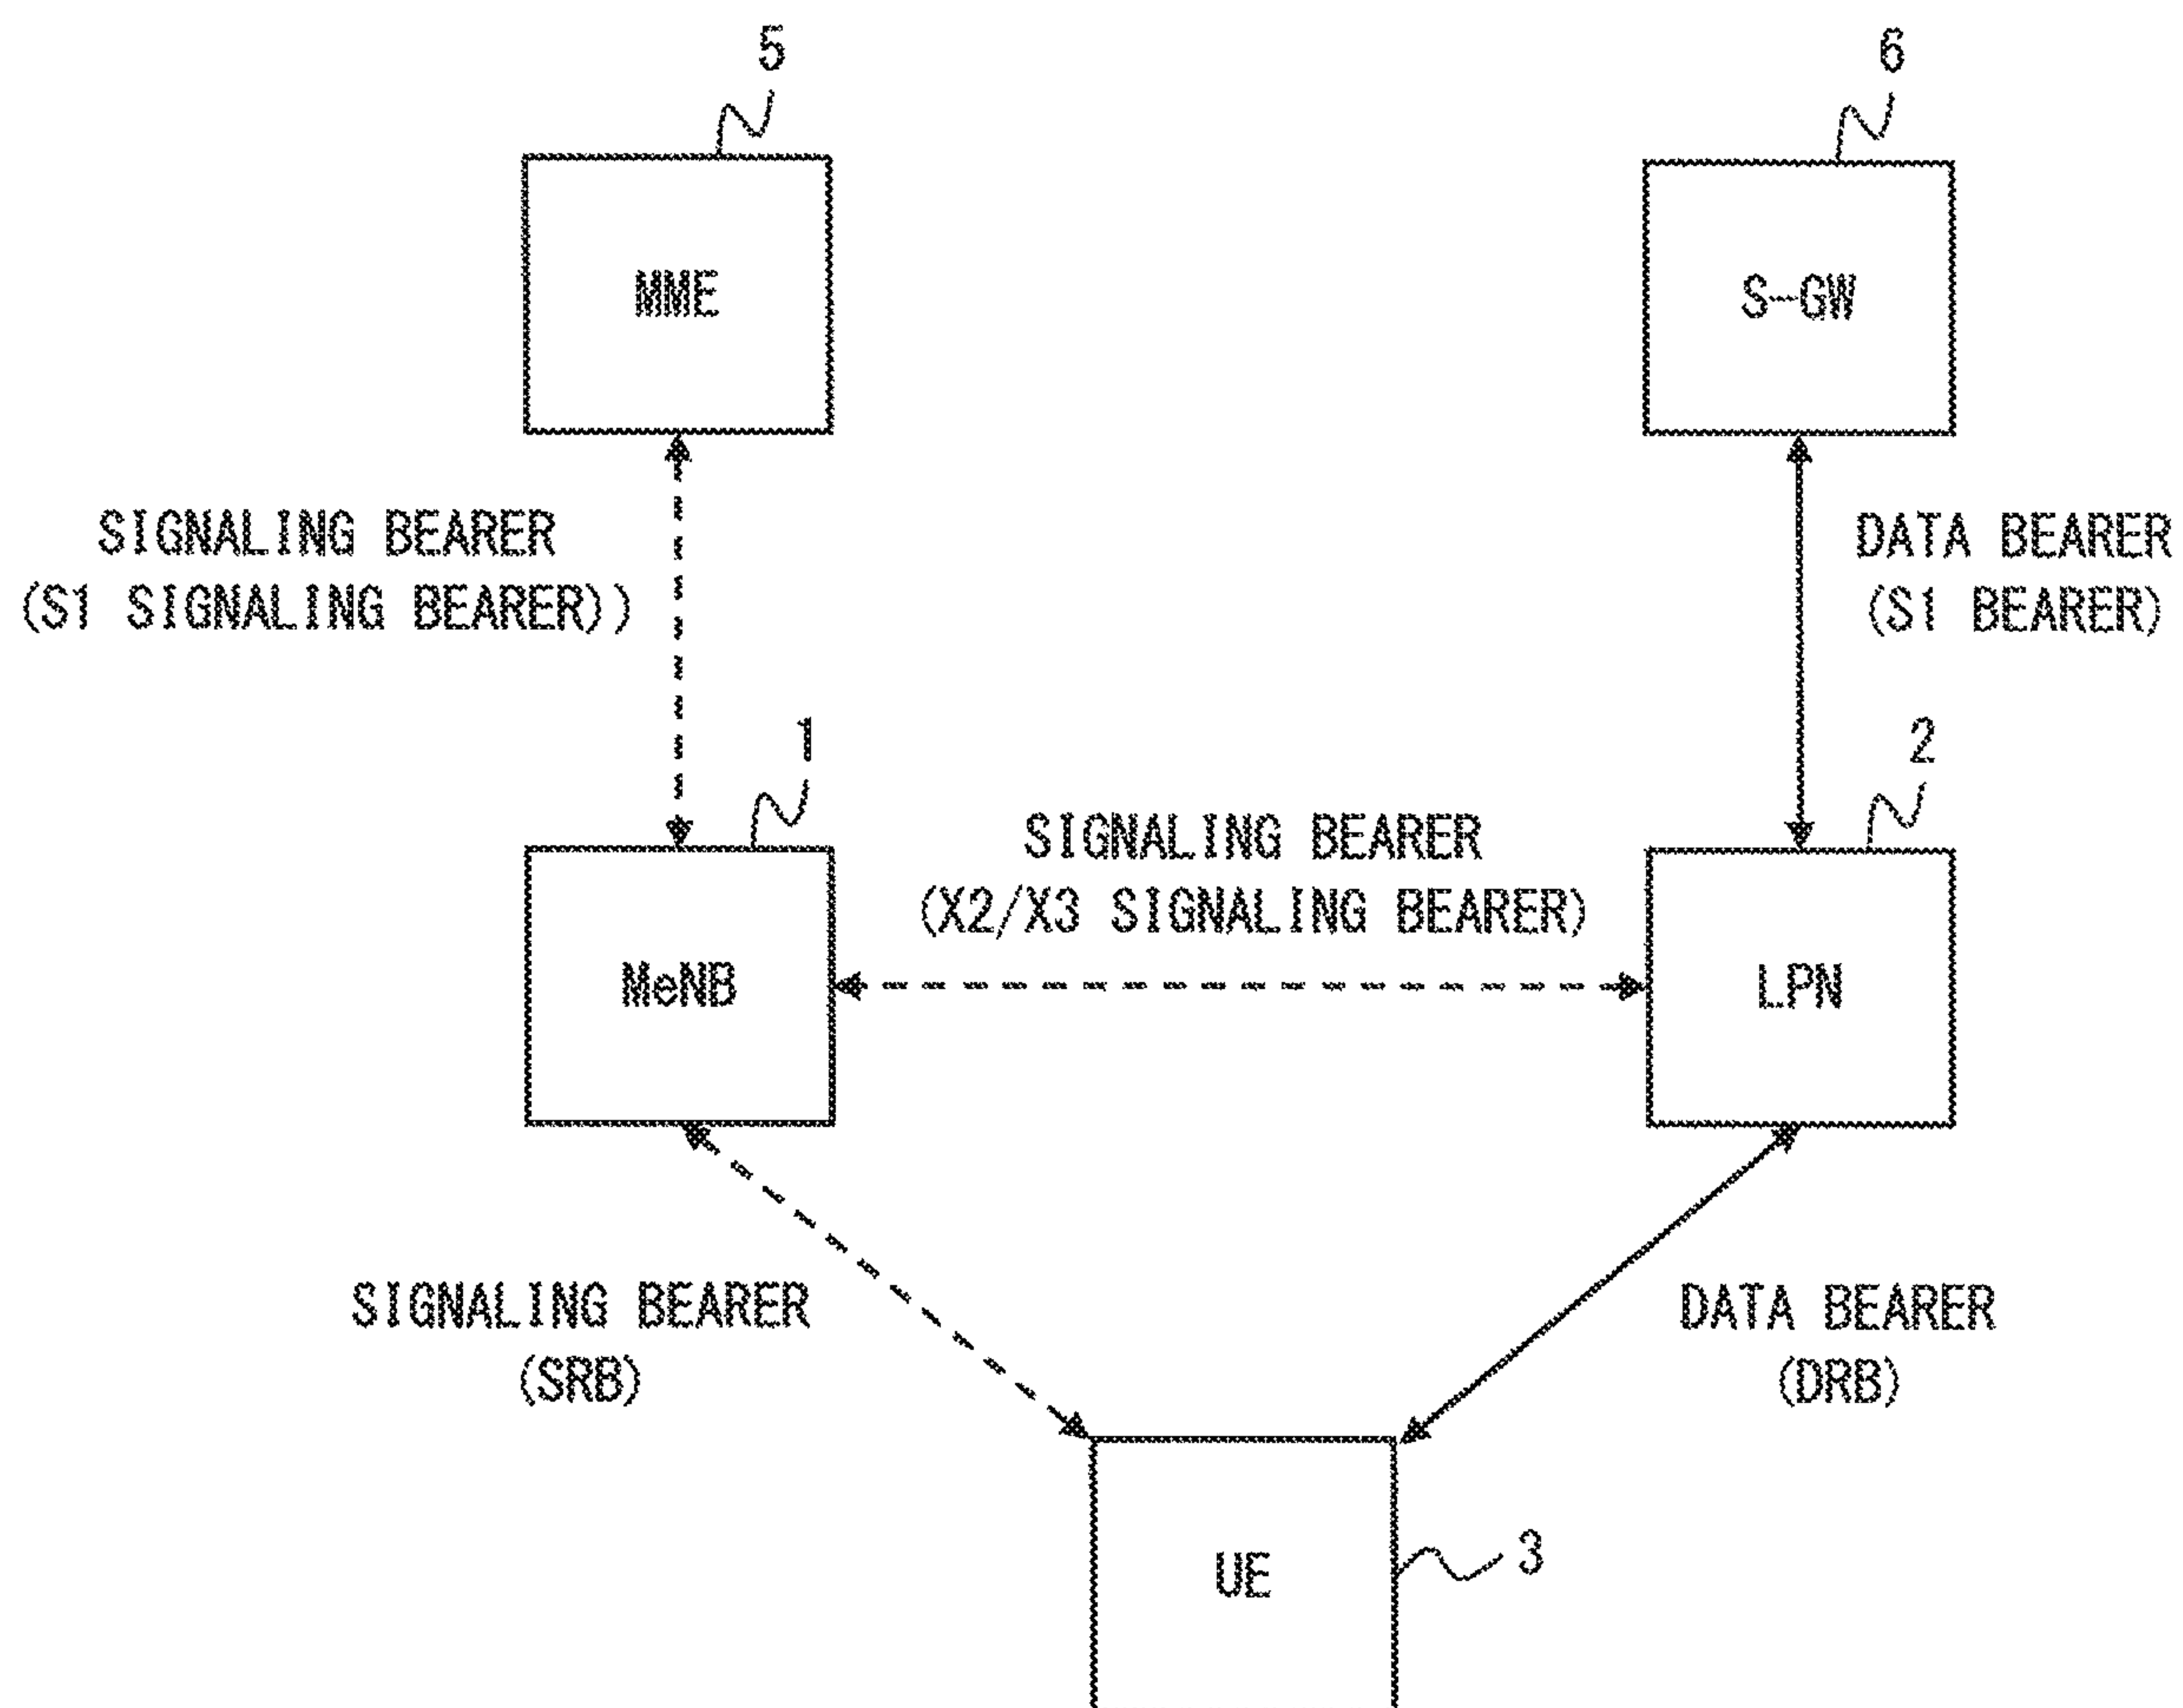 5
6
MME
S-GW
SIGNALING BEARER
(S1 SIGNALING BEARER))
DATA BEARER
(S1 BEARER)
1
2
SIGNALING BEARER
(X2/X3 SIGNALING BEARER)
MeNB
LPN
SIGNALING BEARER
(SRB)
DATA BEARER
(DRB)
UE
3